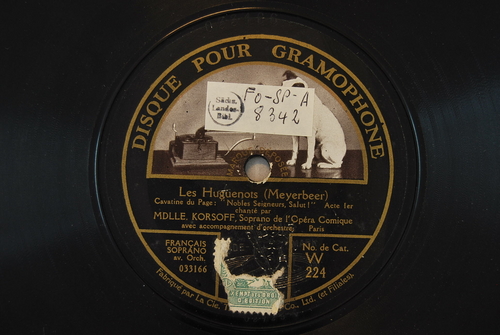 DISQUE POUR GRAMOPHONE
Sächs.
Landes-
Bibl.
FO-SP-A
8342
Les Huguenots (Meyerbeer)
Cavatine du Page: "Nobles Seigneurs, Salut!" Acte 1er
chanté par
MDLLE. KORSOFF, Soprano de l'Opéra Comique
avec accompagnement d'orchestre Paris
FRANÇAIS
SOPRANO
av. Orch.
033166
No. de Cat.
W
224
D'ÉDITION
Fabriqué par La Cie. Co., Ltd. (et Filiales)